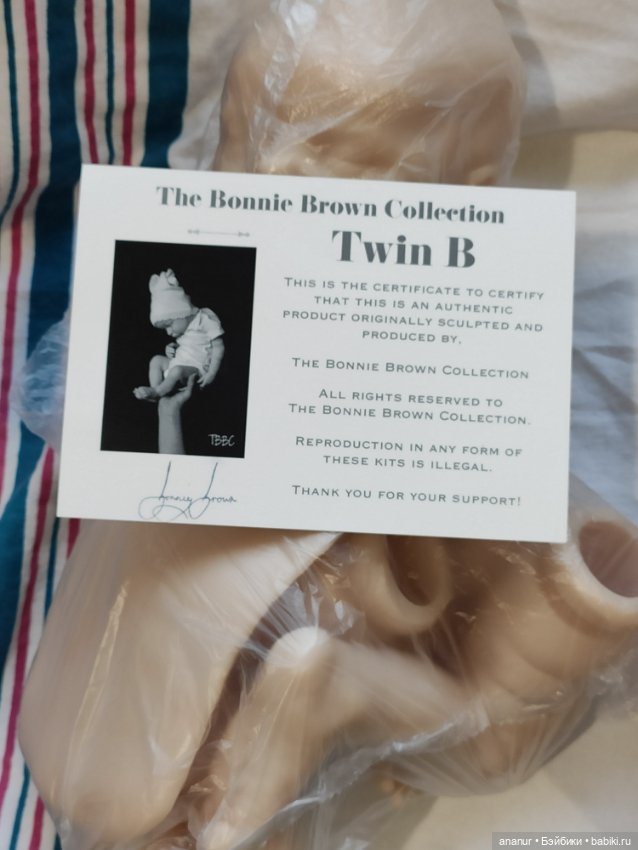 The Bonnie Brown Collection
Twin B
THIS IS THE CERTIFICATE TO CERTIFY
THAT THIS IS AN AUTHENTIC
PRODUCT ORIGINALLY SCULPTED AND
PRODUCED BY,
THE BONNIE BROWN COLLECTION
ALL RIGHTS RESERVED TO
THE BONNIE BROWN COLLECTION.
REPRODUCTION IN ANY FORM OF
THESE KITS IS ILLEGAL.
THANK YOU FOR YOUR SUPPORT!
TBBC
Bonnie Brown
ananur • Бэйбики • babiki.ru